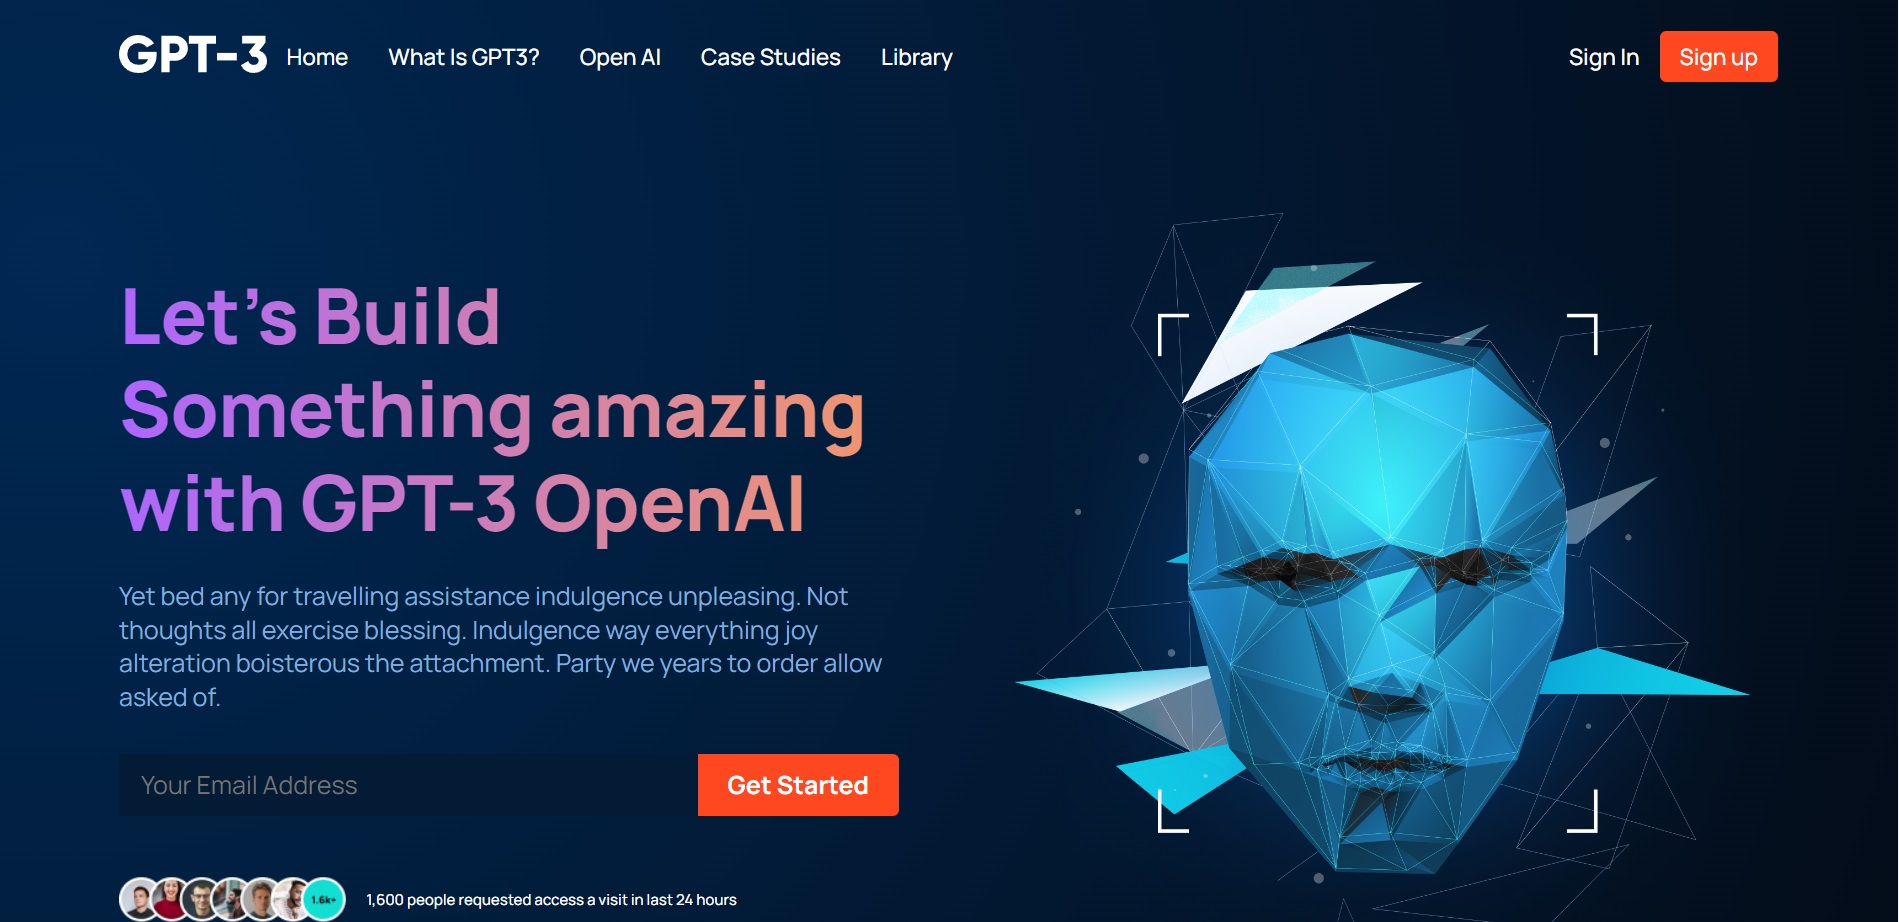 GPT-3
Home
What Is GPT3?
Open AI
Case Studies
Library
Sign In
Sign up
Let’s Build
Something amazing
with GPT-3 OpenAI
Yet bed any for travelling assistance indulgence unpleasing. Not
thoughts all exercise blessing. Indulgence way everything joy
alteration boisterous the attachment. Party we years to order allow
asked of.
Your Email Address
Get Started
1.6k+
1,600 people requested access a visit in last 24 hours